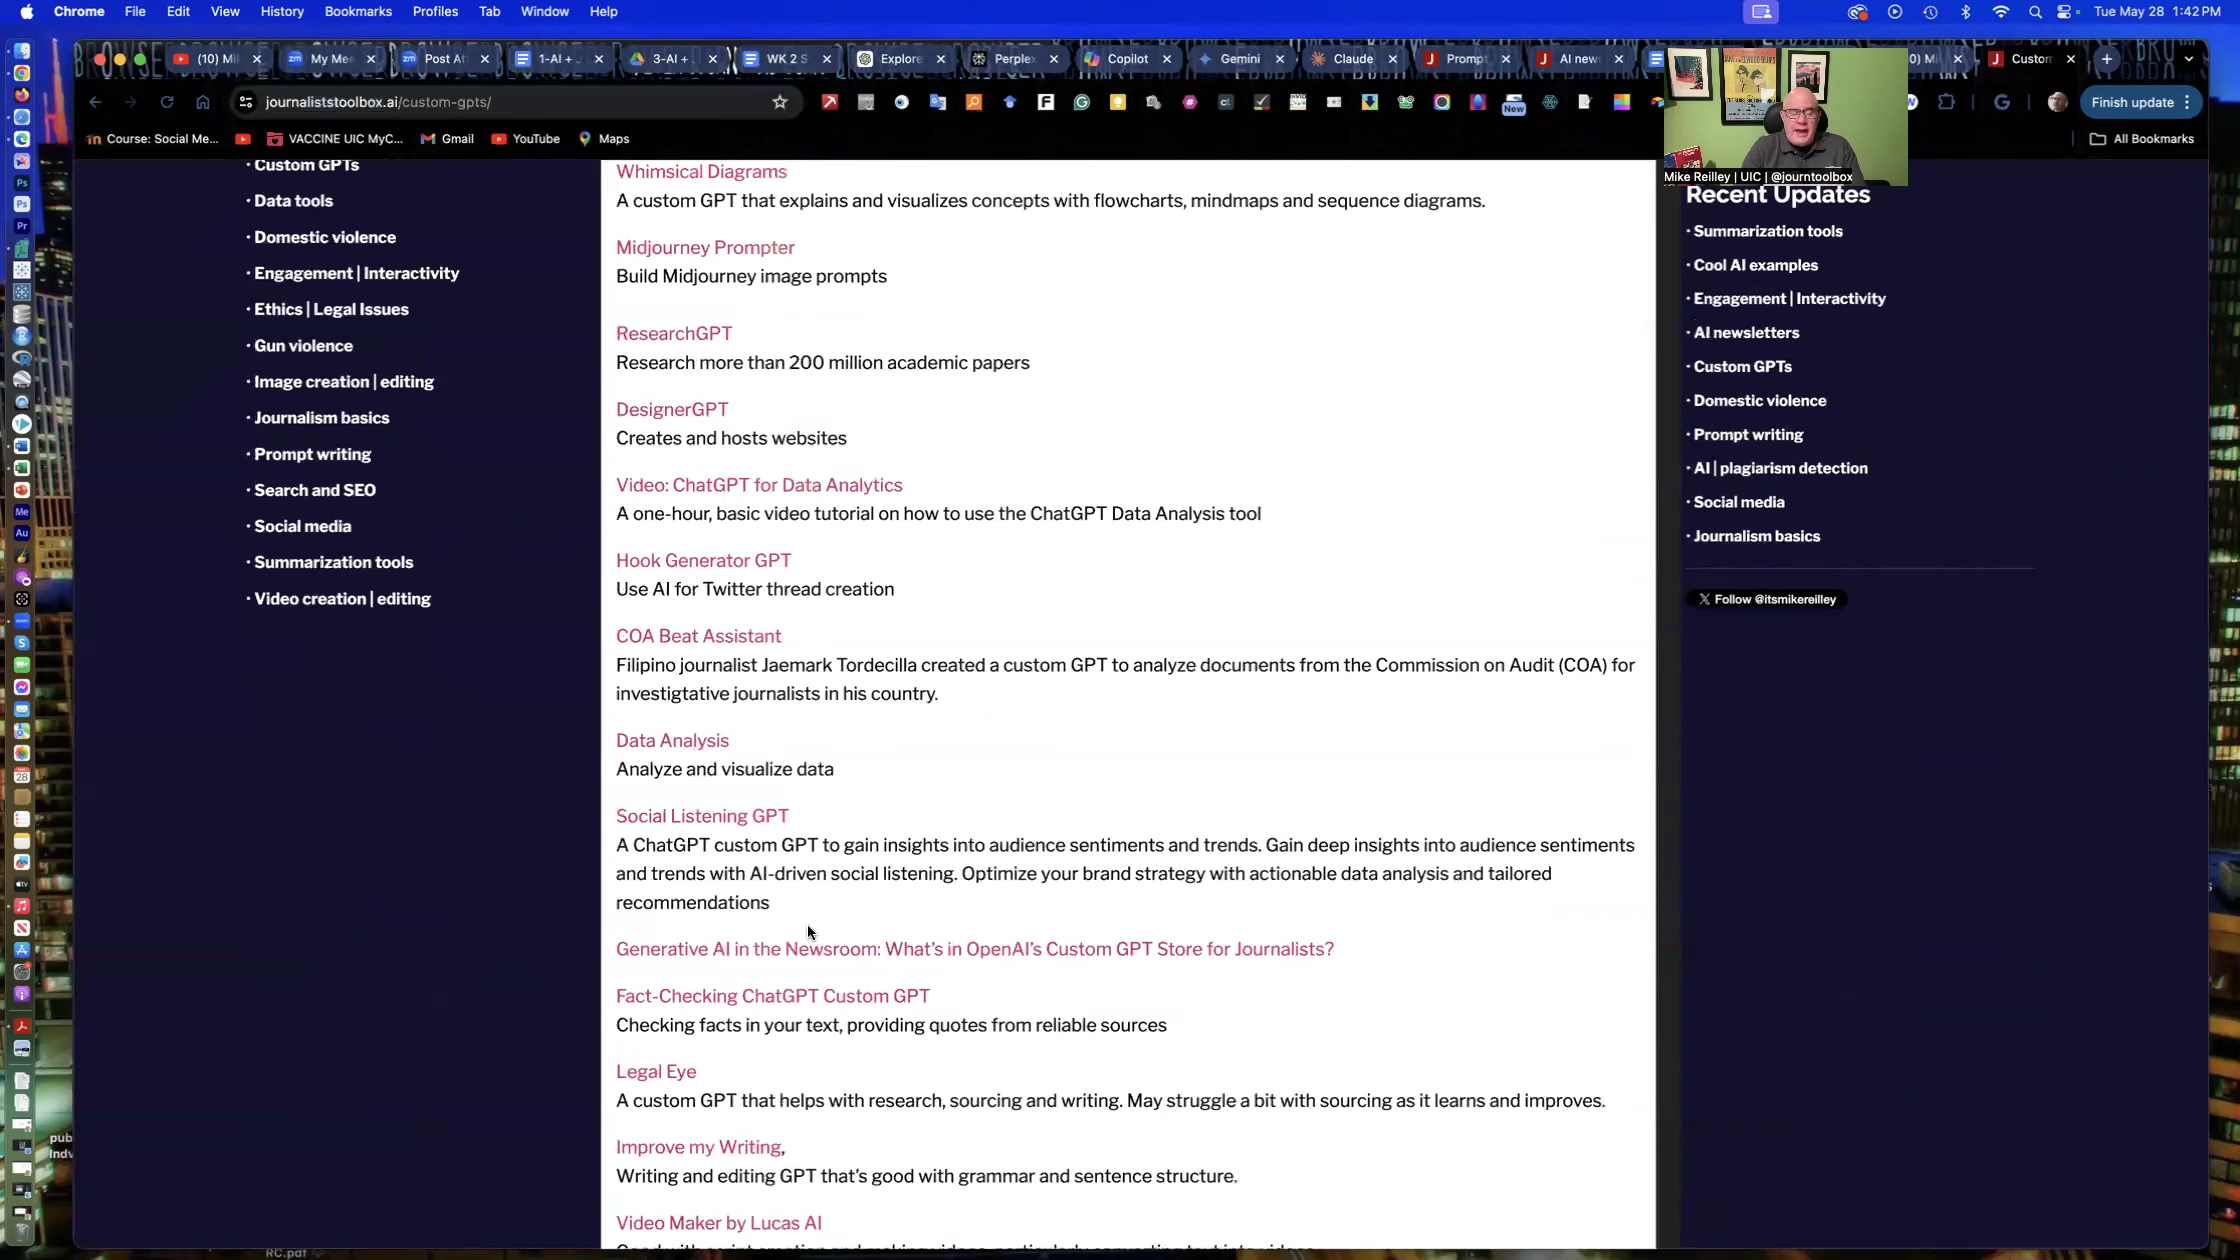 Chrome File Edit View History Bookmarks Profiles Tab Window Help
Tue May 28 1:42 PM
(10) Mi
My Me
Post At
1-AI +
3-AI +
WK 2 S
Explore
Perple
Copilot
Gemini
Claude
Promp
AI new
Custom
journaliststoolbox.ai/custom-gpts/
New
Finish update
Course: Social Me...
VACCINE UIC MyC...
Gmail
YouTube
Maps
All Bookmarks
Mike Reilley | UIC | @journtoolbox
· Custom GPTs
· Data tools
· Domestic violence
· Engagement | Interactivity
· Ethics | Legal Issues
· Gun violence
· Image creation | editing
· Journalism basics
· Prompt writing
· Search and SEO
· Social media
· Summarization tools
· Video creation | editing
Whimsical Diagrams
A custom GPT that explains and visualizes concepts with flowcharts, mindmaps and sequence diagrams.
Midjourney Prompter
Build Midjourney image prompts
ResearchGPT
Research more than 200 million academic papers
DesignerGPT
Creates and hosts websites
Video: ChatGPT for Data Analytics
A one-hour, basic video tutorial on how to use the ChatGPT Data Analysis tool
Hook Generator GPT
Use AI for Twitter thread creation
COA Beat Assistant
Filipino journalist Jaemark Tordecilla created a custom GPT to analyze documents from the Commission on Audit (COA) for
investigtative journalists in his country.
Data Analysis
Analyze and visualize data
Social Listening GPT
A ChatGPT custom GPT to gain insights into audience sentiments and trends. Gain deep insights into audience sentiments
and trends with AI-driven social listening. Optimize your brand strategy with actionable data analysis and tailored
recommendations
Generative AI in the Newsroom: What's in OpenAI's Custom GPT Store for Journalists?
Fact-Checking ChatGPT Custom GPT
Checking facts in your text, providing quotes from reliable sources
Legal Eye
A custom GPT that helps with research, sourcing and writing. May struggle a bit with sourcing as it learns and improves.
Improve my Writing,
Writing and editing GPT that's good with grammar and sentence structure.
Video Maker by Lucas AI
Recent Updates
· Summarization tools
· Cool AI examples
· Engagement | Interactivity
· AI newsletters
· Custom GPTs
· Domestic violence
· Prompt writing
· AI | plagiarism detection
· Social media
· Journalism basics
X Follow @itsmikereilley
Ps
Ps
Pr
Me
Au
28
tv
pub
Indv
RC.pdf